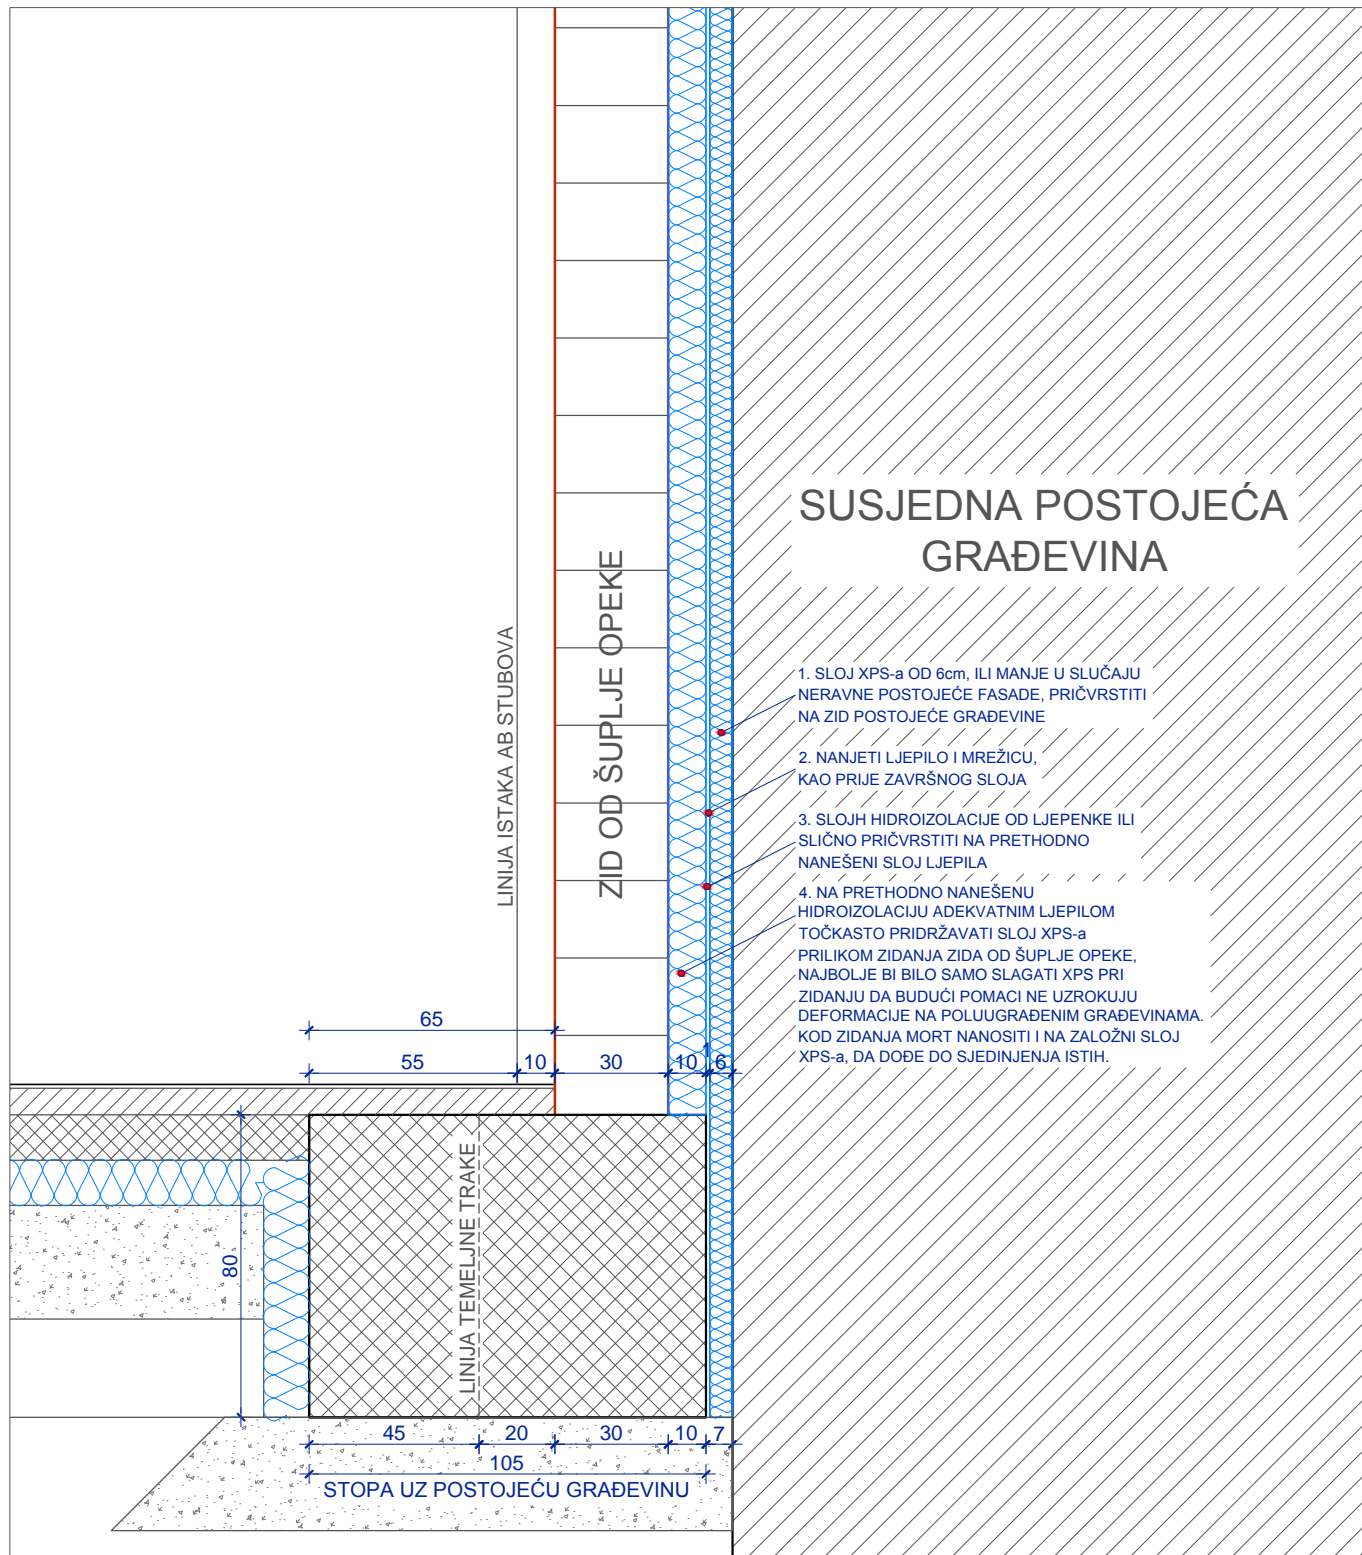 SUSJEDNA POSTOJEĆA
GRAĐEVINA
LINIJA ISTAKA AB STUBOVA
ZID OD ŠUPLJE OPEKE
1. SLOJ XPS-a OD 6cm, ILI MANJE U SLUČAJU
NERAVNE POSTOJEĆE FASADE, PRIČVRSTITI
NA ZID POSTOJEĆE GRAĐEVINE
2. NANJETI LJEPILO I MREŽICU,
KAO PRIJE ZAVRŠNOG SLOJA
3. SLOJH HIDROIZOLACIJE OD LJEPENKE ILI
SLIČNO PRIČVRSTITI NA PRETHODNO
NANEŠENI SLOJ LJEPILA
4. NA PRETHODNO NANEŠENU
HIDROIZOLACIJU ADEKVATNIM LJEPILOM
TOČKASTO PRIDRŽAVATI SLOJ XPS-a
PRILIKOM ZIDANJA ZIDA OD ŠUPLJE OPEKE,
NAJBOLJE BI BILO SAMO SLAGATI XPS PRI
ZIDANJU DA BUDUĆI POMACI NE UZROKUJU
DEFORMACIJE NA POLUUGRAĐENIM GRAĐEVINAMA.
KOD ZIDANJA MORT NANOSITI I NA ZALOŽNI SLOJ
XPS-a, DA DOĐE DO SJEDINJENJA ISTIH.
65
55 10 30 10 1 6
80
LINIJA TEMELJNE TRAKE
45 20 30 10 7
105
STOPA UZ POSTOJEĆU GRAĐEVINU